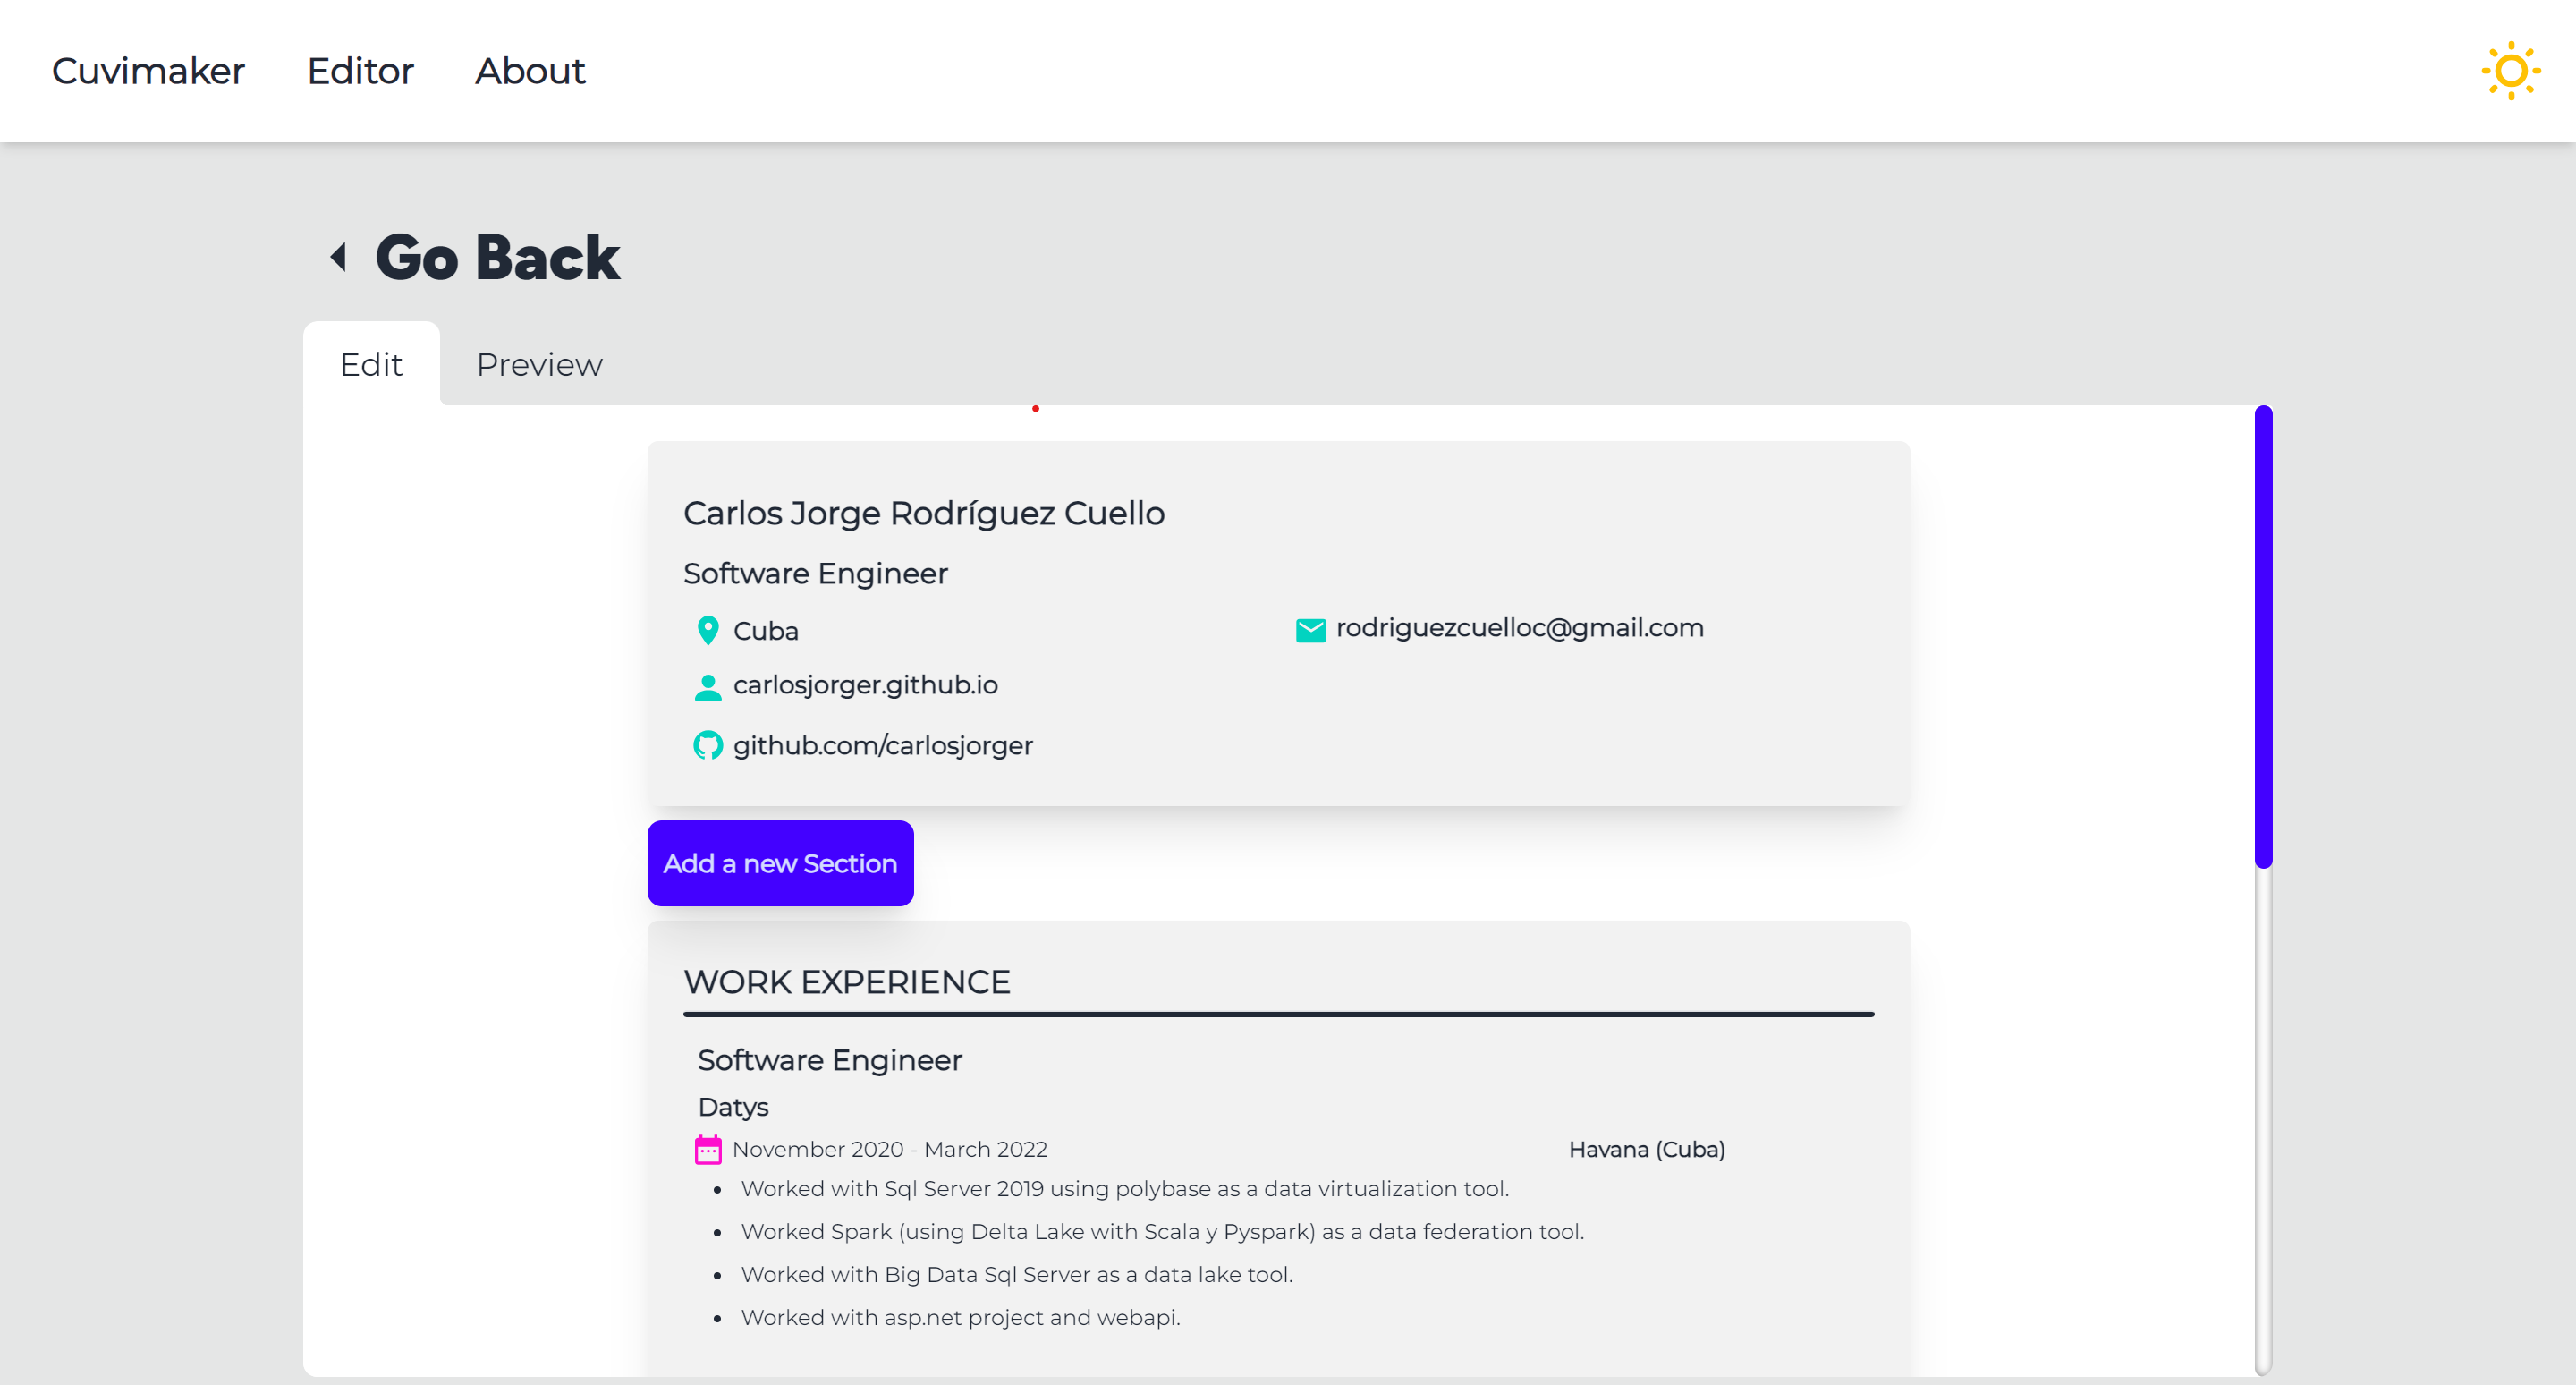 Cuvimaker Editor About
Go Back
Edit Preview
Carlos Jorge Rodríguez Cuello
Software Engineer
Cuba rodriguezcuelloc@gmail.com
carlosjorger.github.io
github.com/carlosjorger
Add a new Section
WORK EXPERIENCE
Software Engineer
Datys
November 2020 - March 2022 Havana (Cuba)
• Worked with Sql Server 2019 using polybase as a data virtualization tool.
• Worked Spark (using Delta Lake with Scala y Pyspark) as a data federation tool.
• Worked with Big Data Sql Server as a data lake tool.
• Worked with asp.net project and webapi.